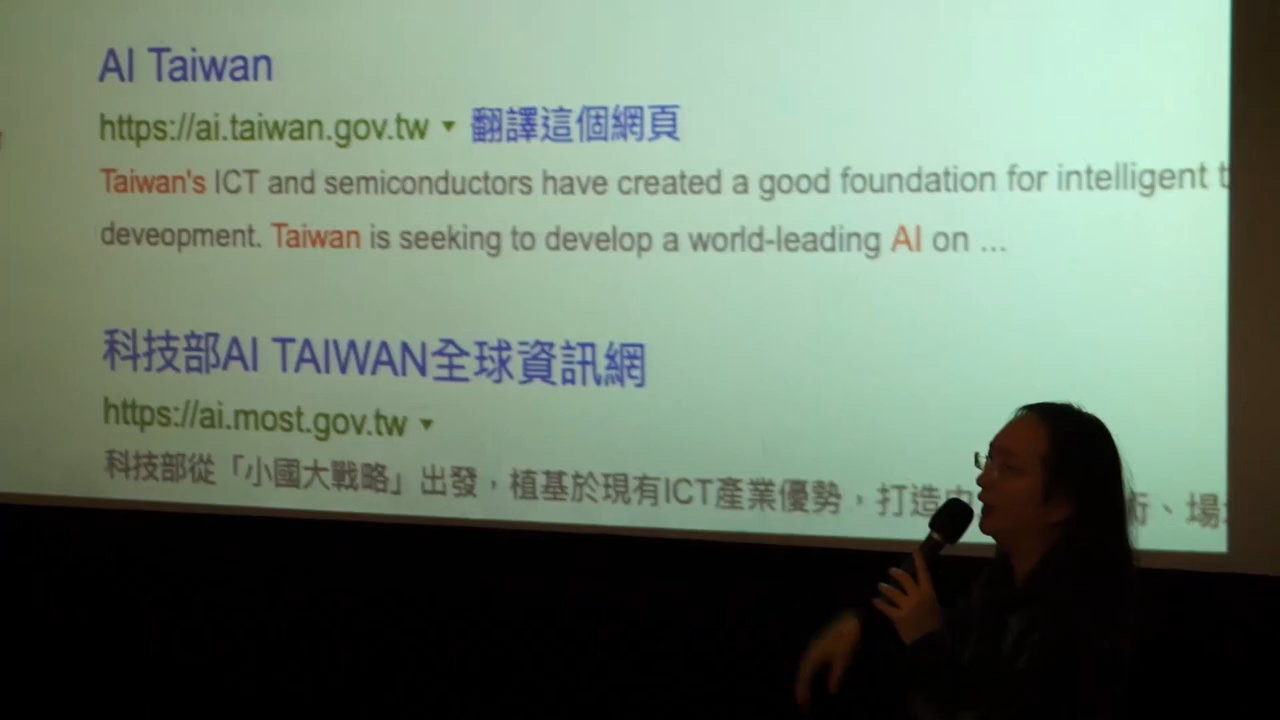 AI Taiwan
https://ai.taiwan.gov.tw 翻譯這個網頁
Taiwan's ICT and semiconductors have created a good foundation for intelligent
deveopment. Taiwan is seeking to develop a world-leading AI on ...
科技部AI TAIWAN全球資訊網
https://ai.most.gov.tw
科技部從「小國大戰略」出發，植基於現有ICT產業優勢，打造 術、場